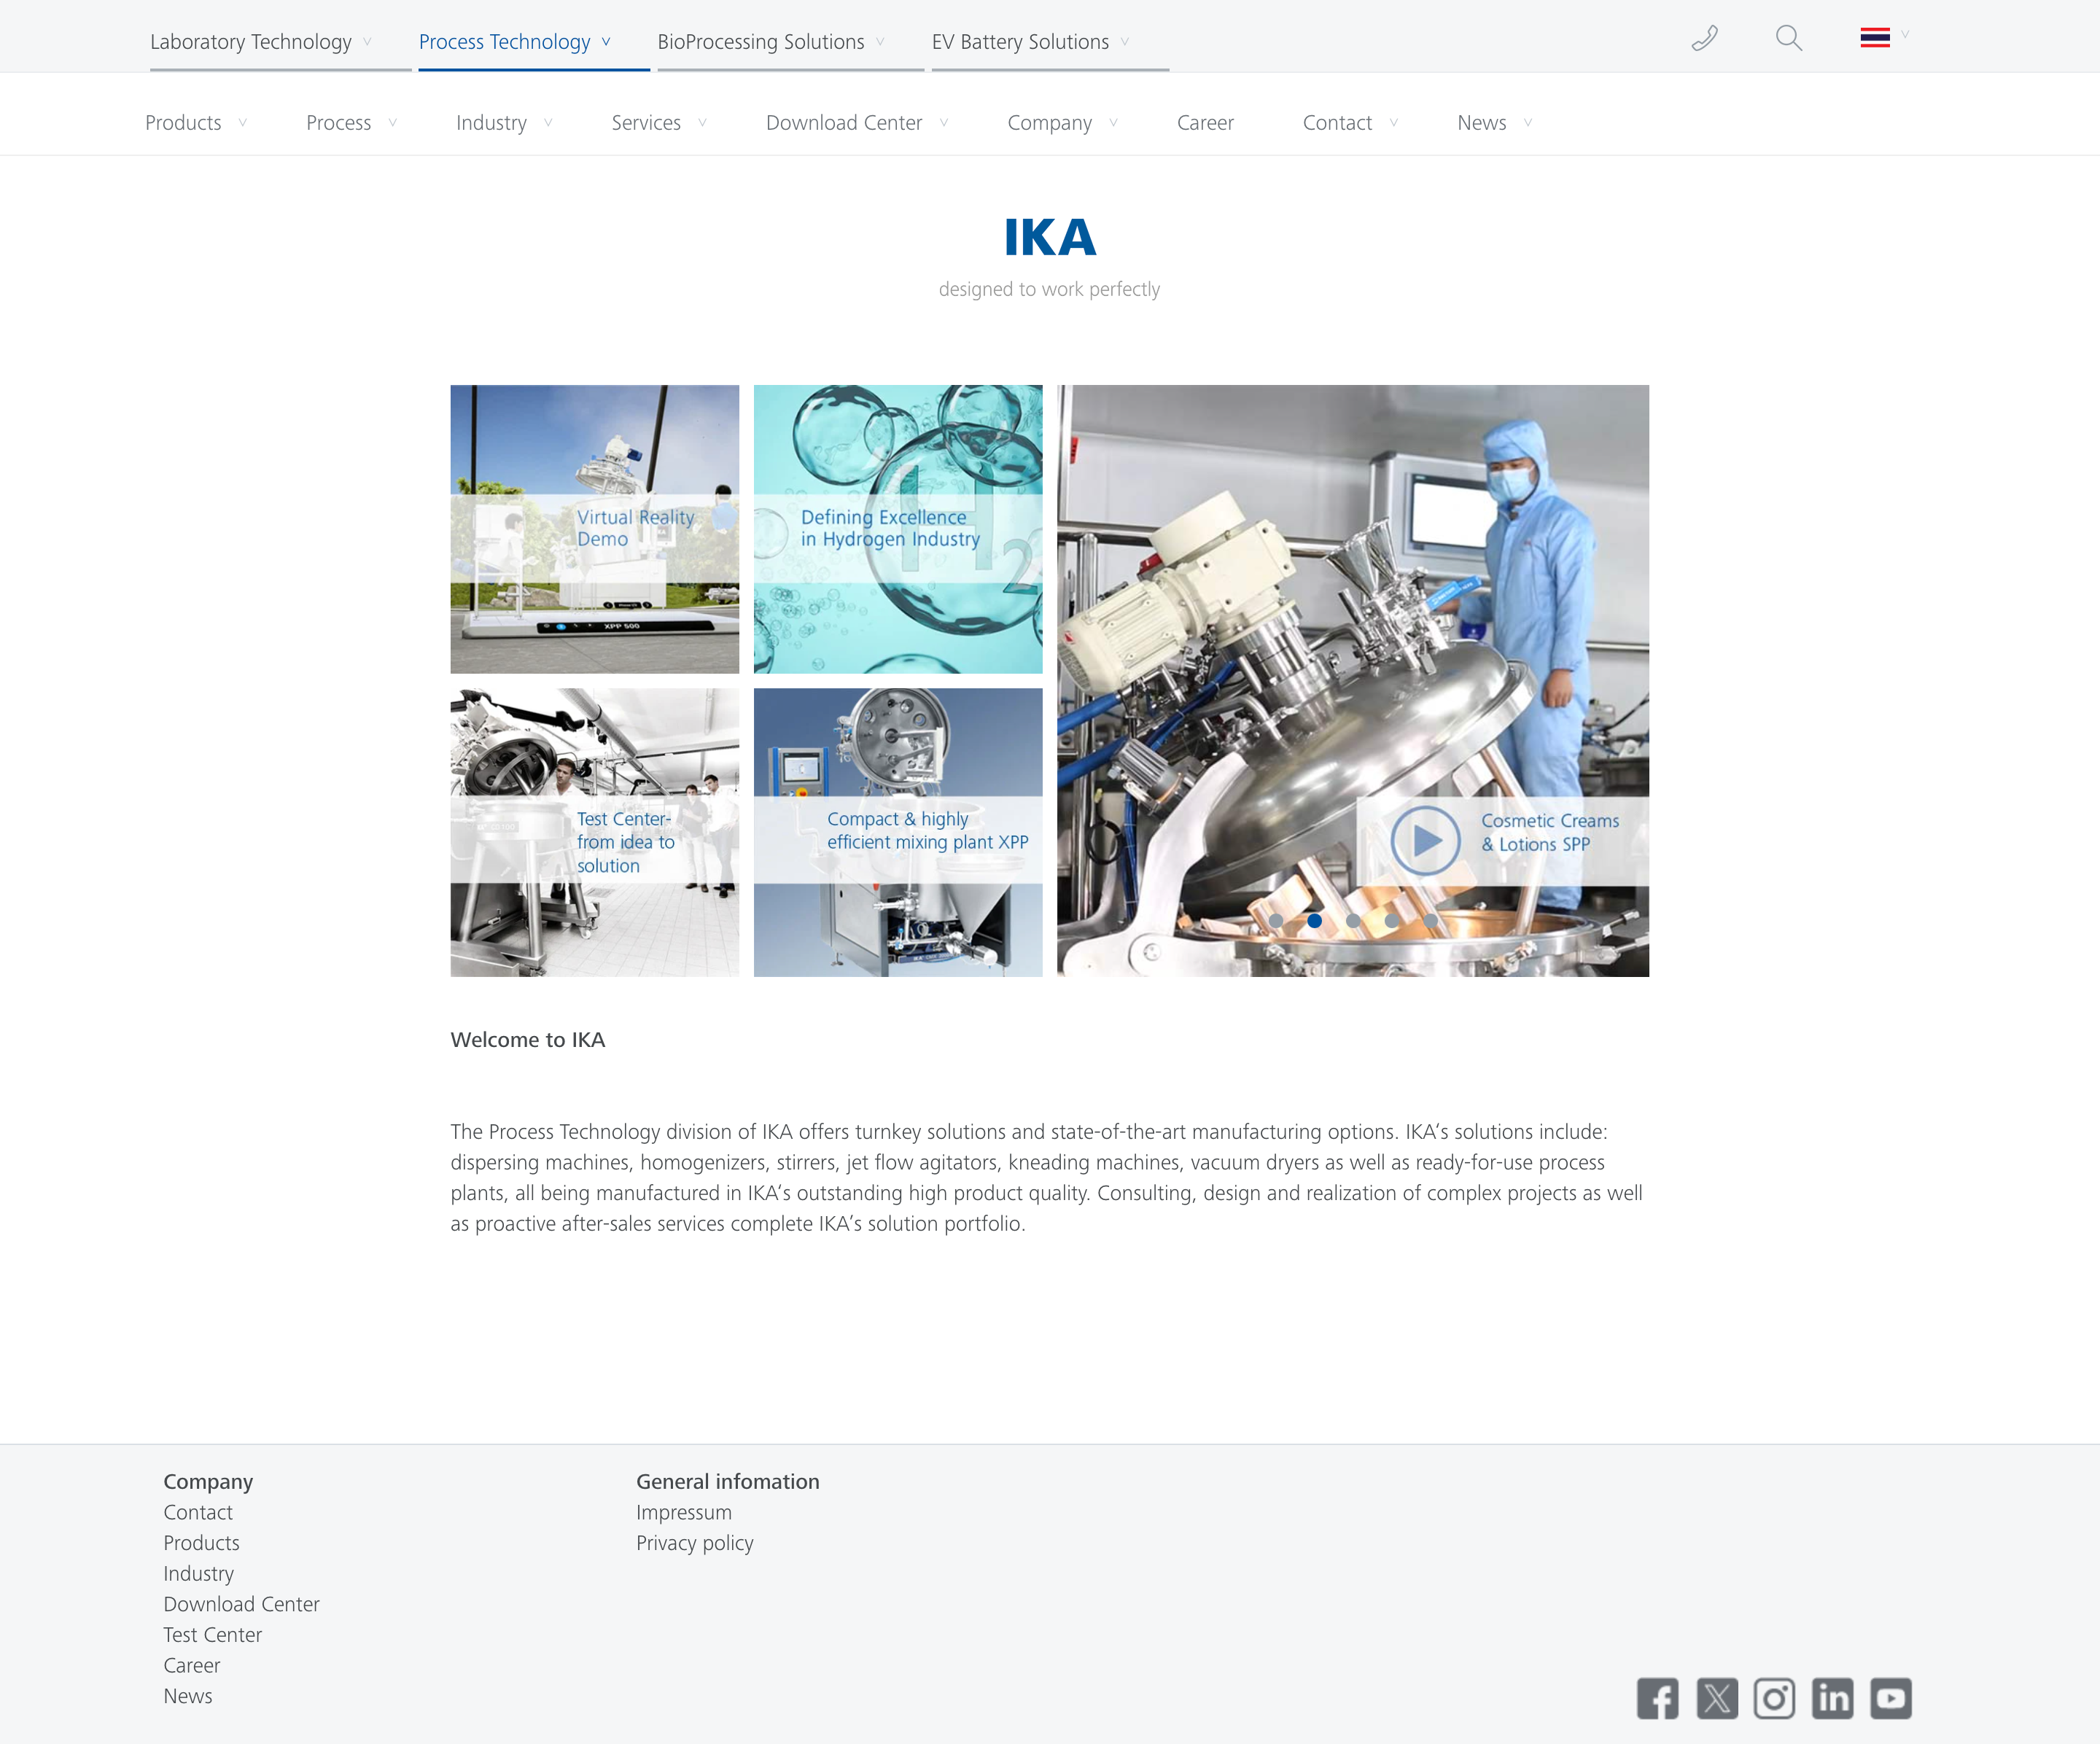 Laboratory Technology
Process Technology
BioProcessing Solutions
EV Battery Solutions
Products
Process
Industry
Services
Download Center
Company
Career
Contact
News
IKA
designed to work perfectly
Virtual Reality
Demo
XPP 500
Defining Excellence
in Hydrogen Industry
H2
Test Center-
from idea to
solution
Compact & highly
efficient mixing plant XPP
IKA
Cosmetic Creams
& Lotions SPP
Welcome to IKA
The Process Technology division of IKA offers turnkey solutions and state-of-the-art manufacturing options. IKA‘s solutions include:
dispersing machines, homogenizers, stirrers, jet flow agitators, kneading machines, vacuum dryers as well as ready-for-use process
plants, all being manufactured in IKA‘s outstanding high product quality. Consulting, design and realization of complex projects as well
as proactive after-sales services complete IKA’s solution portfolio.
Company
Contact
Products
Industry
Download Center
Test Center
Career
News
General infomation
Impressum
Privacy policy